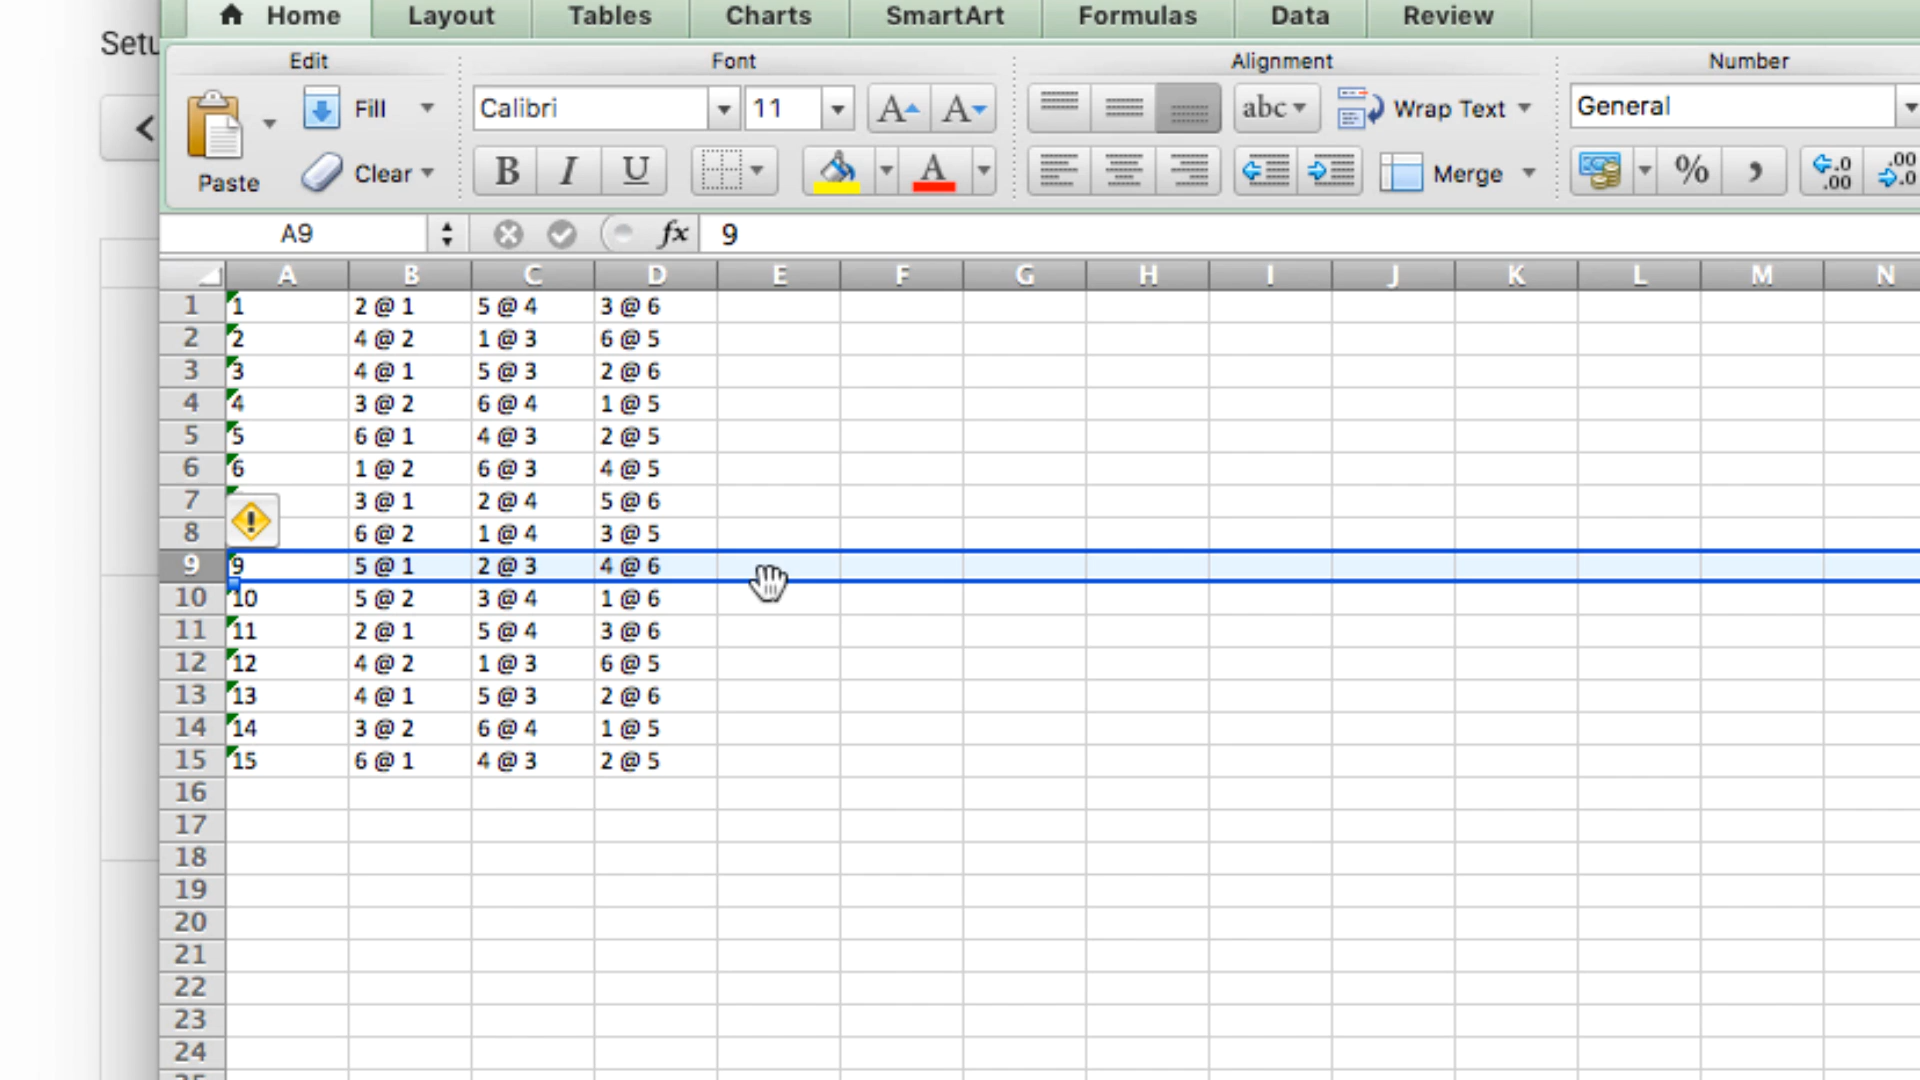 Home Layout Tables Charts SmartArt Formulas Data Review
Setu
Edit Font Alignment Number
Fill Calibri 11 A A abc Wrap Text General
Paste Clear B I U A Merge % , .0 .00 .00 .0
A9 fx 9
A B C D E F G H I J K L M N
1 1 2 @ 1 5 @ 4 3 @ 6
2 2 4 @ 2 1 @ 3 6 @ 5
3 3 4 @ 1 5 @ 3 2 @ 6
4 4 3 @ 2 6 @ 4 1 @ 5
5 5 6 @ 1 4 @ 3 2 @ 5
6 6 1 @ 2 6 @ 3 4 @ 5
7 3 @ 1 2 @ 4 5 @ 6
8 6 @ 2 1 @ 4 3 @ 5
9 9 5 @ 1 2 @ 3 4 @ 6
10 10 5 @ 2 3 @ 4 1 @ 6
11 11 2 @ 1 5 @ 4 3 @ 6
12 12 4 @ 2 1 @ 3 6 @ 5
13 13 4 @ 1 5 @ 3 2 @ 6
14 14 3 @ 2 6 @ 4 1 @ 5
15 15 6 @ 1 4 @ 3 2 @ 5
16
17
18
19
20
21
22
23
24